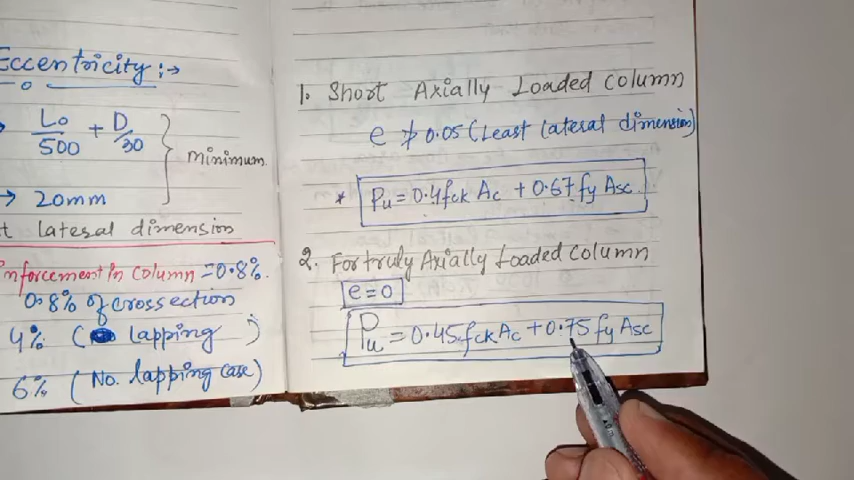 Eccentricity :→
Lo/500 + D/30
minimum.
→ 20mm
lateral dimension
in column = 0.8%.
0.8% of crossection
4% ( lapping )
6% ( No. lapping case)
1. Short Axially Loaded column
e ≯ 0.05 (Least lateral dimension)
* Pu = 0.4fck Ac + 0.67 fy Asc
2. For truly Axially Loaded column
e = 0
Pu = 0.45 fck Ac + 0.75 fy Asc